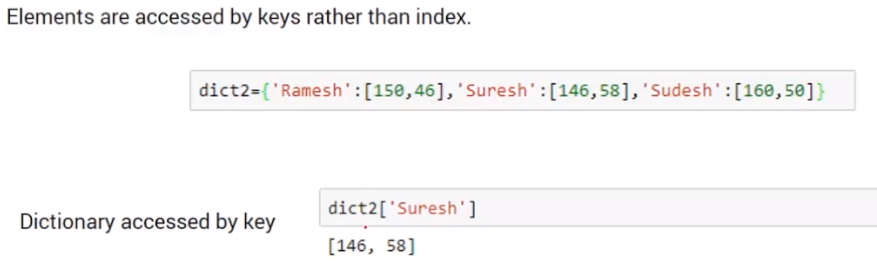 Elements are accessed by keys rather than index.
dict2={'Ramesh':[150,46],'Suresh':[146,58],'Sudesh':[160,50]}
dict2['Suresh']
Dictionary accessed by key
[146, 58]